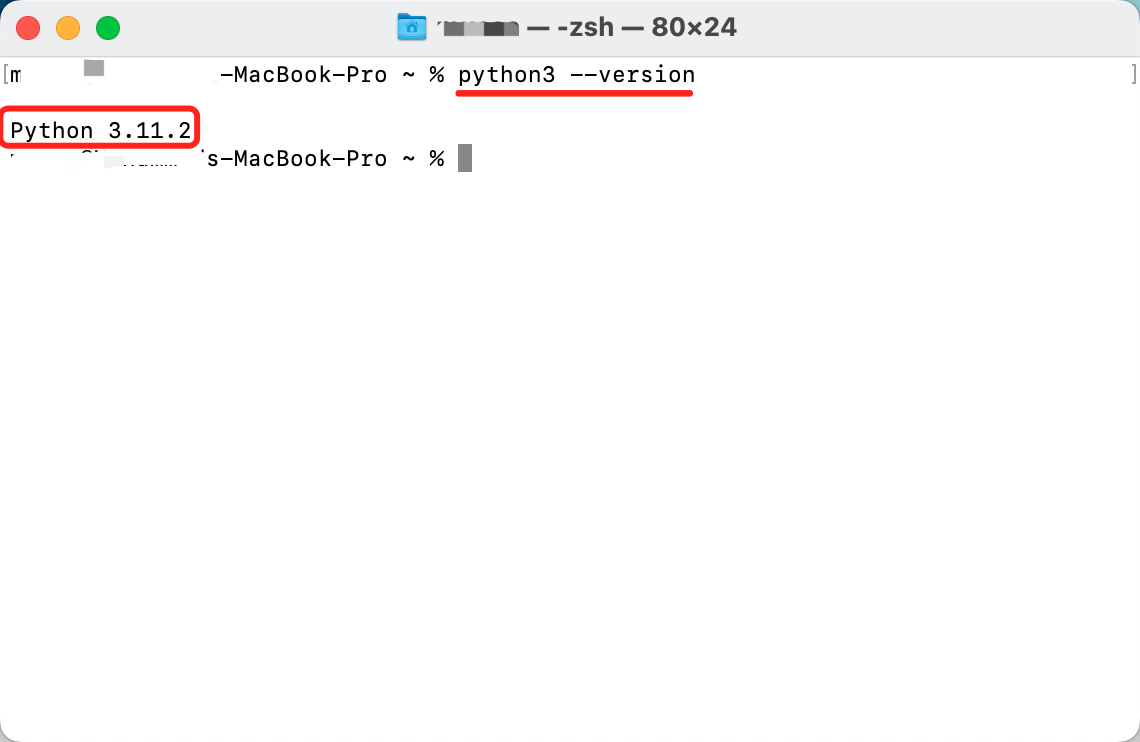 — -zsh — 80×24
-MacBook-Pro ~ % python3 --version
Python 3.11.2
's-MacBook-Pro ~ %